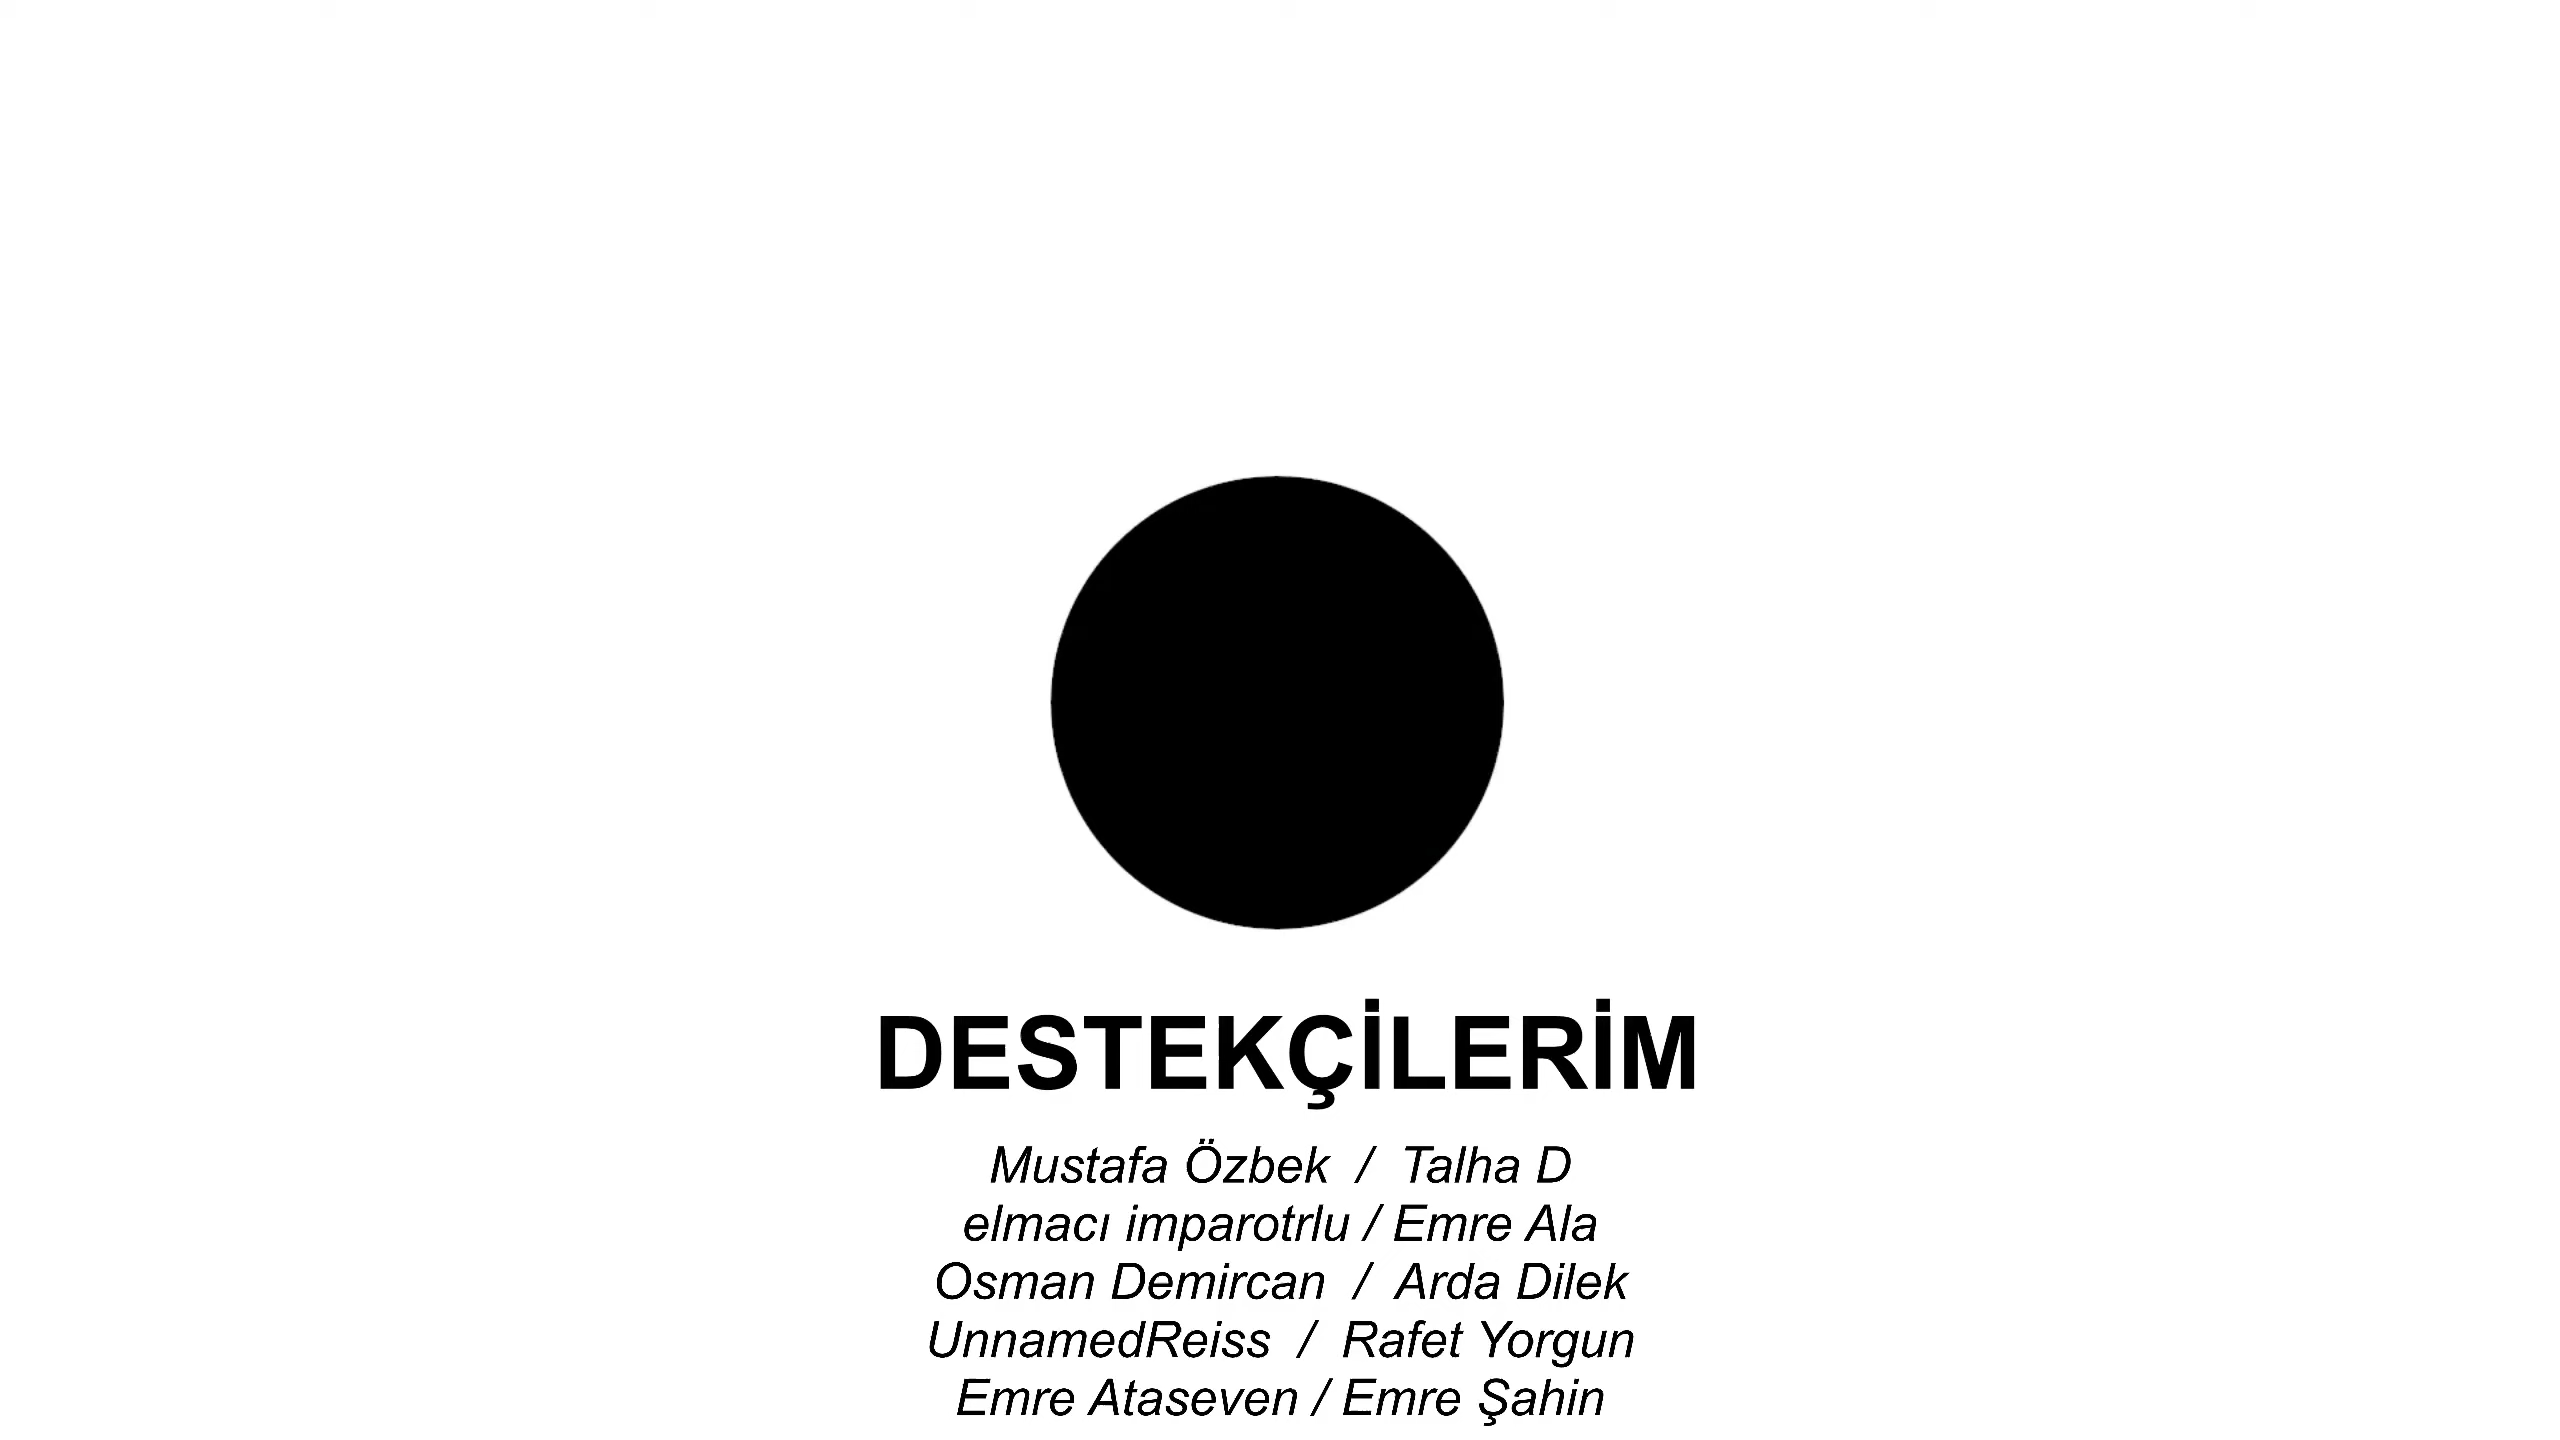 DESTEKÇİLERİM
Mustafa Özbek / Talha D
elmacı imparotrlu / Emre Ala
Osman Demircan / Arda Dilek
UnnamedReiss / Rafet Yorgun
Emre Ataseven / Emre Şahin